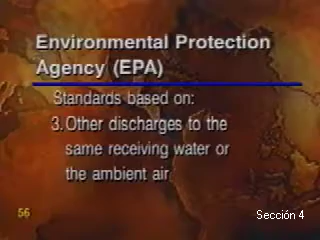 Environmental Protection
Agency (EPA)
Standards based on:
3. Other discharges to the
same receiving water or
the ambient air
56
Sección 4